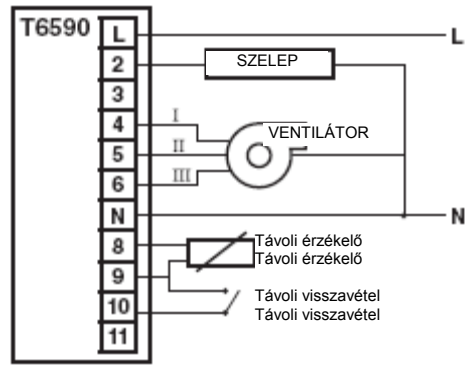 T6590
L
L
2
SZELEP
3
4
I
VENTILÁTOR
5
II
6
III
N
N
8
Távoli érzékelő
Távoli érzékelő
9
Távoli visszavétel
10
Távoli visszavétel
11